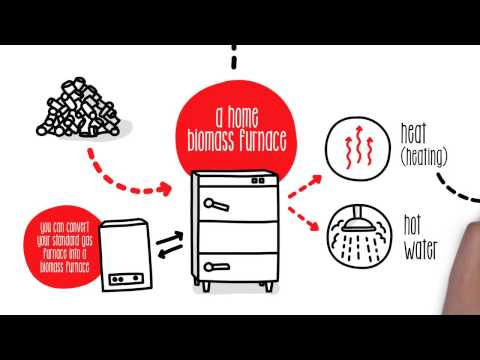 a home
biomass furnace
heat
(heating)
you can convert
your standard gas
furnace into a
biomass furnace
hot
water